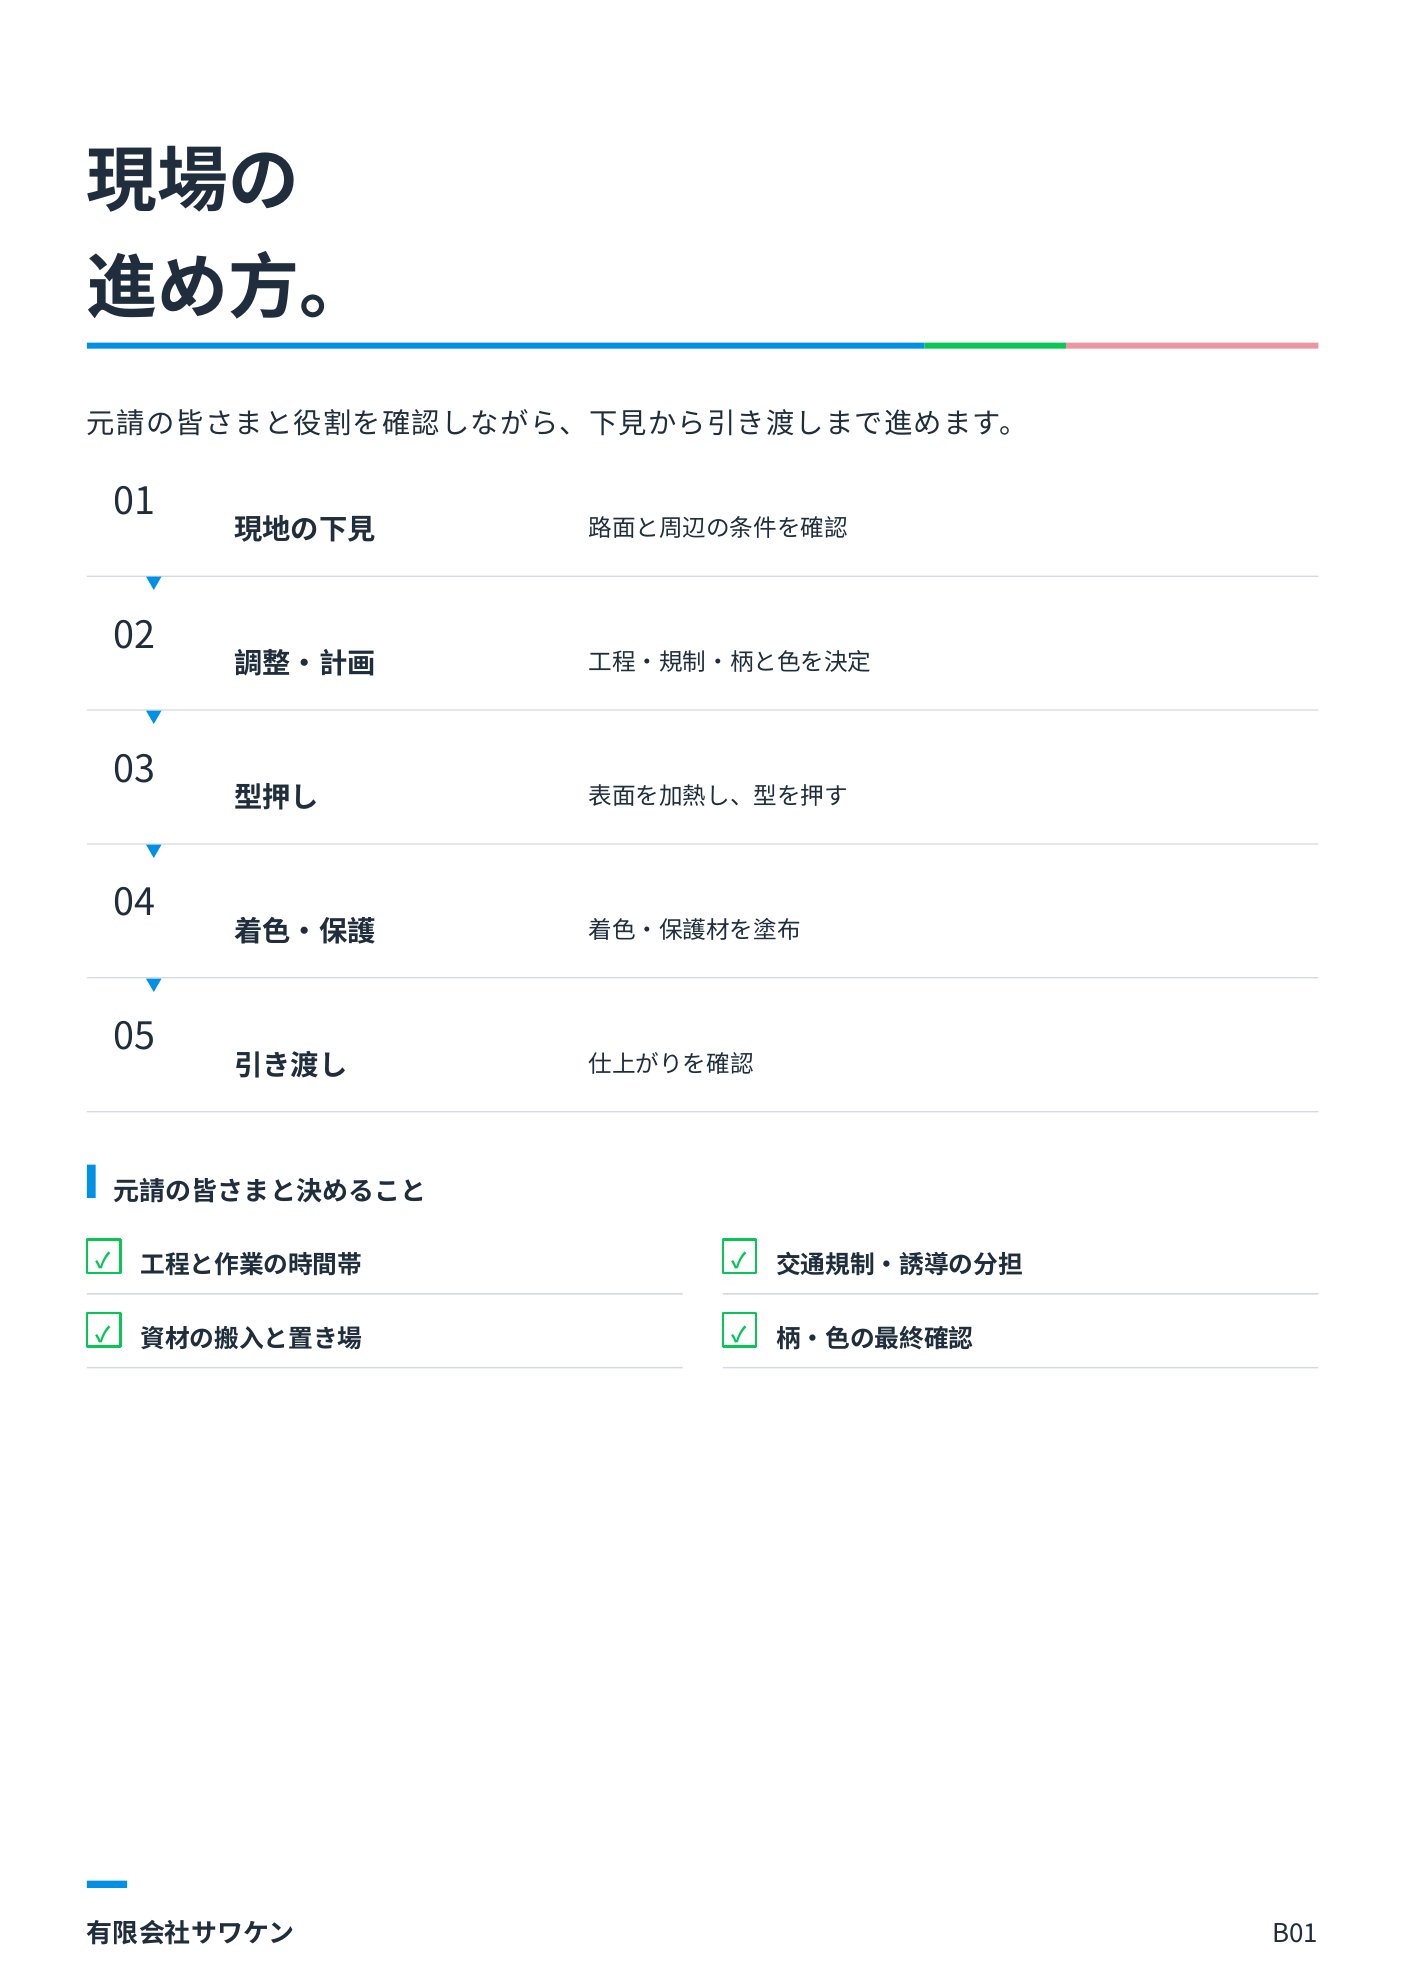 現場の
進め方。
元請の皆さまと役割を確認しながら、下見から引き渡しまで進めます。
01
現地の下見
路面と周辺の条件を確認
02
調整・計画
工程・規制・柄と色を決定
03
型押し
表面を加熱し、型を押す
04
着色・保護
着色・保護材を塗布
05
引き渡し
仕上がりを確認
元請の皆さまと決めること
✓ 工程と作業の時間帯
✓ 交通規制・誘導の分担
✓ 資材の搬入と置き場
✓ 柄・色の最終確認
有限会社サワケン
B01